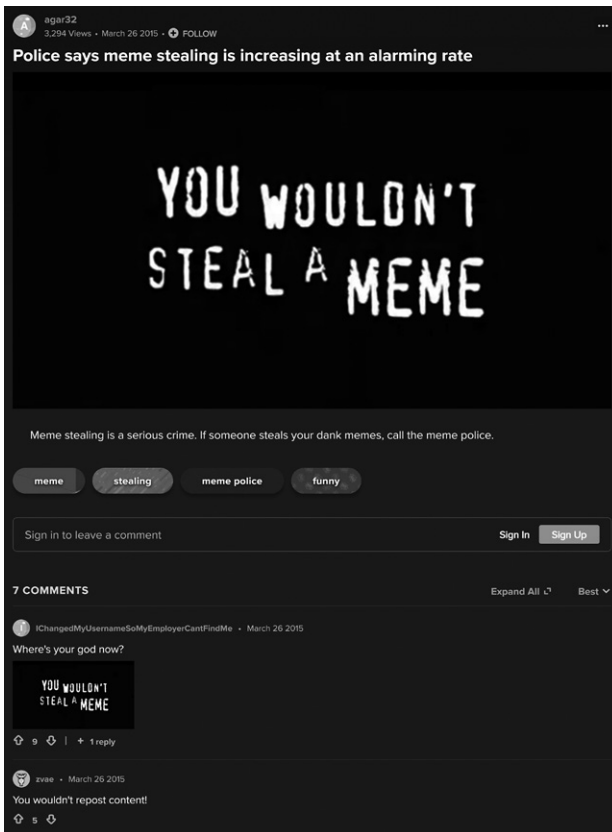 A
agar32
3,294 Views • March 26 2015 • + FOLLOW
Police says meme stealing is increasing at an alarming rate
YOU WOULDN'T
STEAL A MEME
Meme stealing is a serious crime. If someone steals your dank memes, call the meme police.
meme stealing meme police funny
Sign in to leave a comment Sign In Sign Up
7 COMMENTS Expand All Best
I IChangedMyUsernameSoMyEmployerCantFindMe • March 26 2015
Where's your god now?
YOU WOULDN'T
STEAL A MEME
9 | + 1 reply
zvae • March 26 2015
You wouldn't repost content!
5